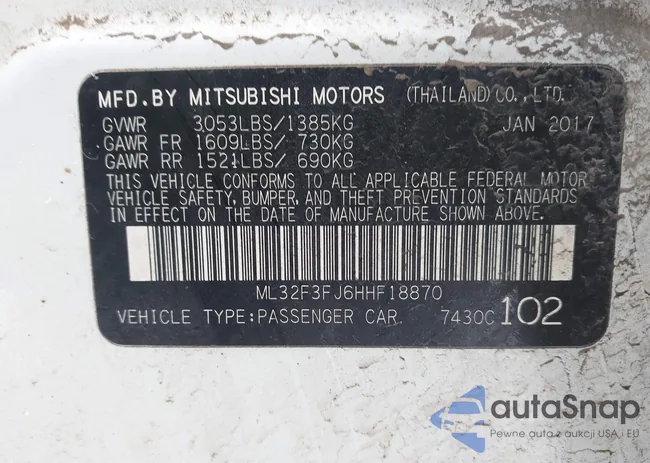 MFD.BY MITSUBISHI MOTORS (THAILAND)CO.,LTD.
GVWR 3053LBS/1385KG JAN 2017
GAWR FR 1609LBS/ 730KG
GAWR RR 1521LBS/ 690KG
THIS VEHICLE CONFORMS TO ALL APPLICABLE FEDERAL MOTOR
VEHICLE SAFETY, BUMPER, AND THEFT PREVENTION STANDARDS
IN EFFECT ON THE DATE OF MANUFACTURE SHOWN ABOVE.
ML32F3FJ6HHF18870
VEHICLE TYPE:PASSENGER CAR 7430C 102
autoSnap
Pewne auta z aukcji USA i EU